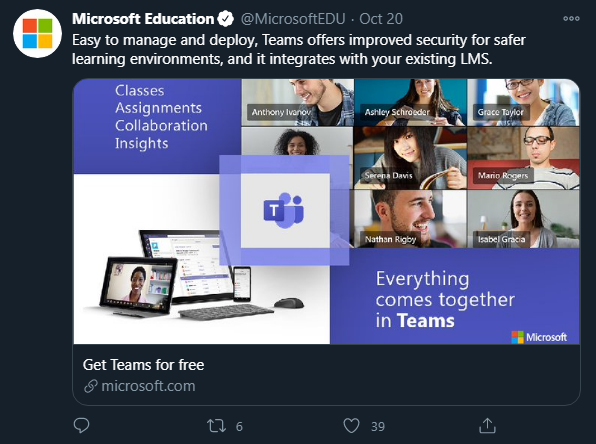 Microsoft Education @MicrosoftEDU · Oct 20
Easy to manage and deploy, Teams offers improved security for safer
learning environments, and it integrates with your existing LMS.
Classes
Assignments
Collaboration
Insights
Anthony Ivanov
Ashley Schroeder
Grace Taylor
Serena Davis
Mario Rogers
Nathan Rigby
Isabel Gracia
T
Everything
comes together
in Teams
Microsoft
Get Teams for free
microsoft.com
6
39